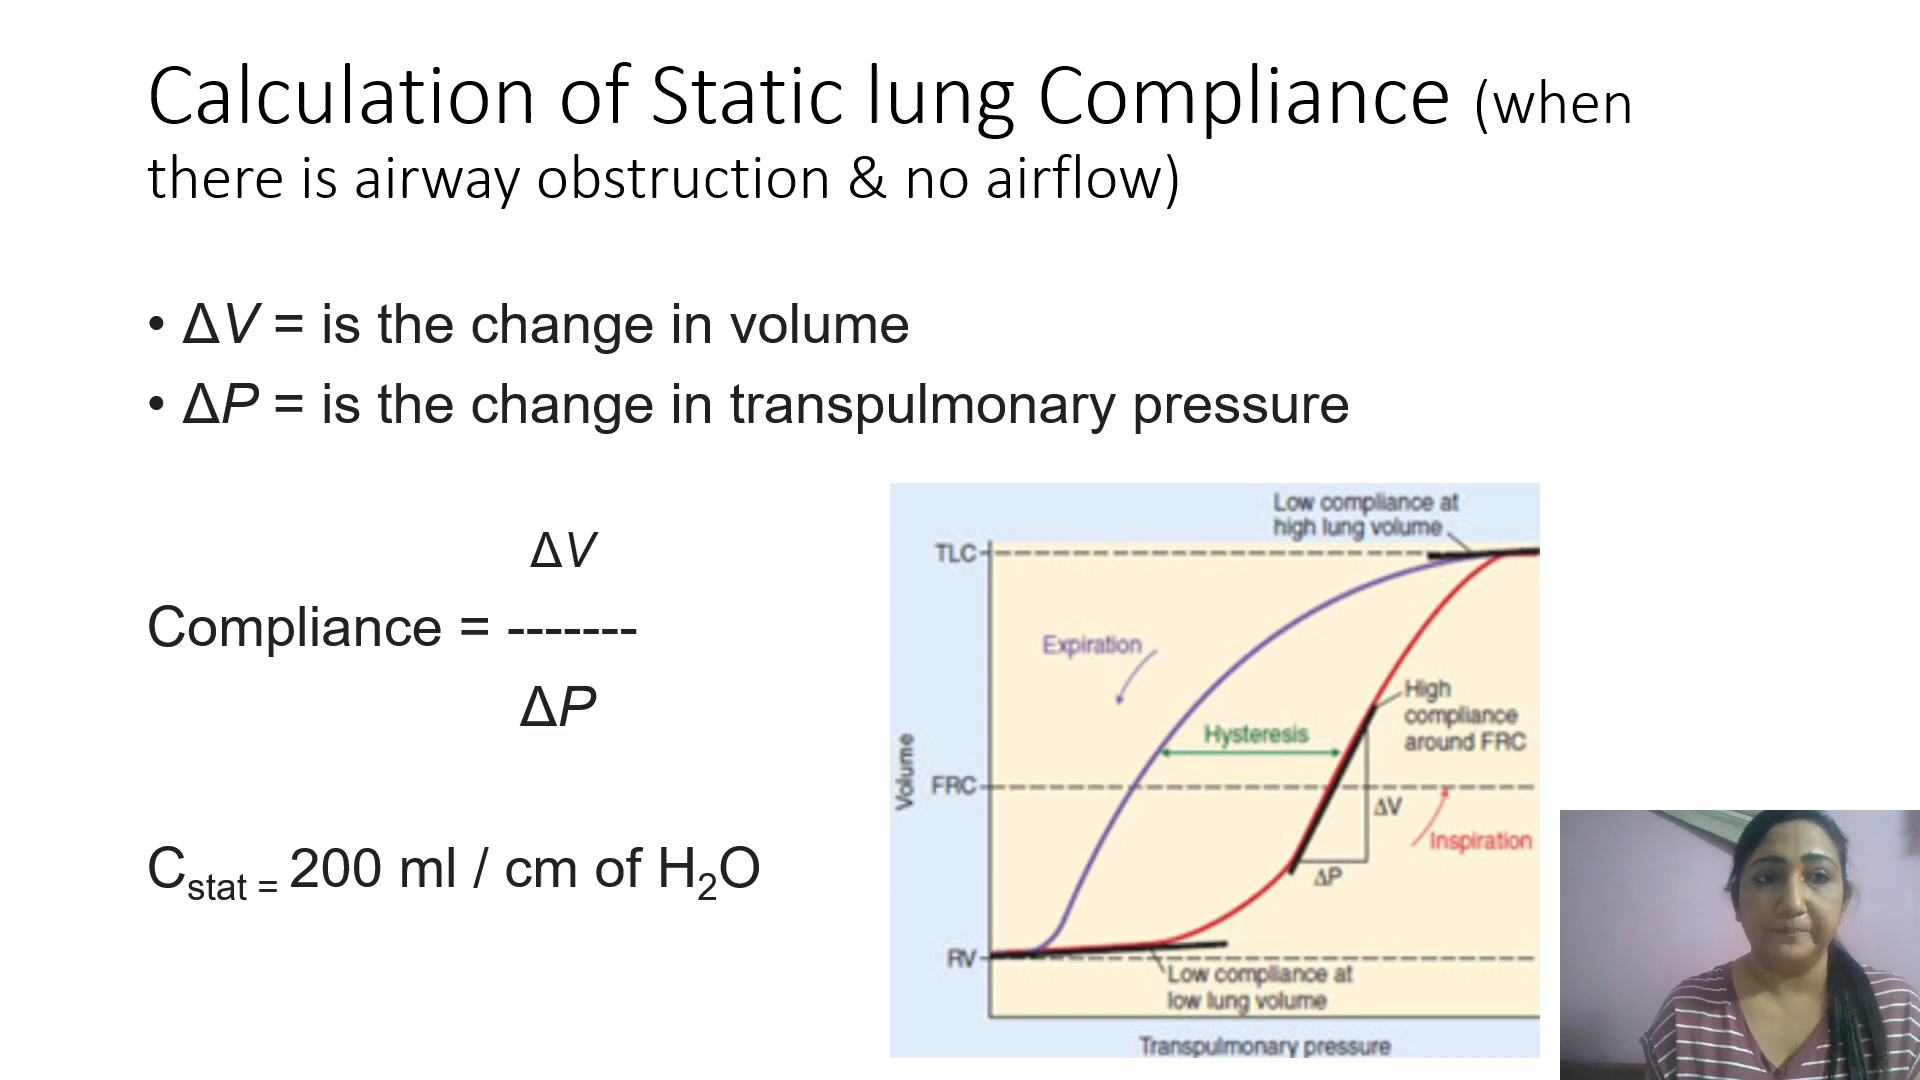 Calculation of Static lung Compliance (when
there is airway obstruction & no airflow)
• ΔV = is the change in volume
• ΔP = is the change in transpulmonary pressure
ΔV
Compliance = -------
ΔP
Cstat = 200 ml / cm of H2O
Low compliance at
high lung volume
TLC
Expiration
High
compliance
around FRC
Hysteresis
Volume
FRC
ΔV
Inspiration
ΔP
RV
Low compliance at
low lung volume
Transpulmonary pressure